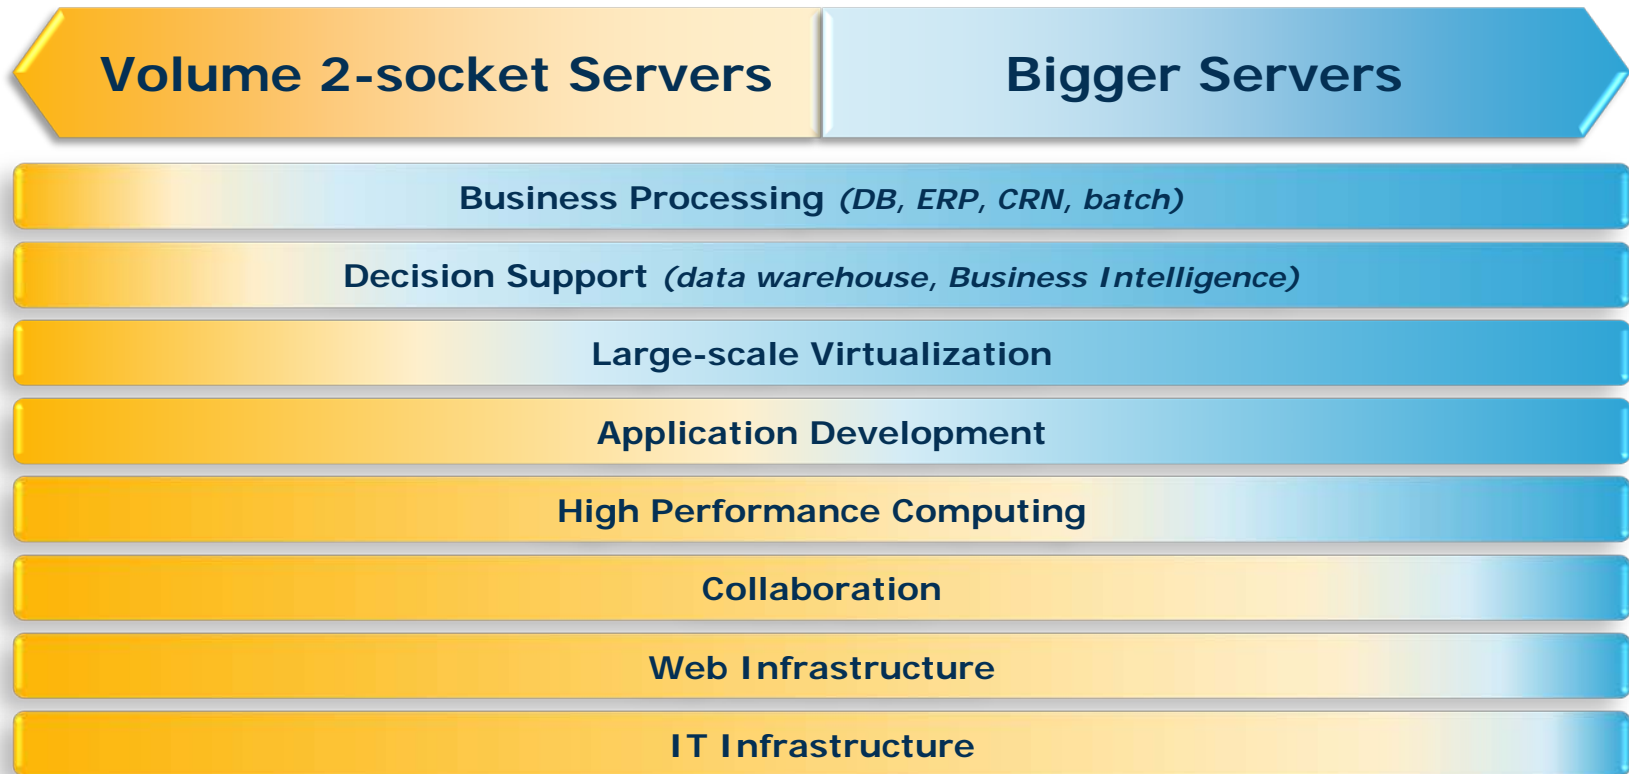 Volume 2-socket Servers
Bigger Servers
Business Processing (DB, ERP, CRN, batch)
Decision Support (data warehouse, Business Intelligence)
Large-scale Virtualization
Application Development
High Performance Computing
Collaboration
Web Infrastructure
IT Infrastructure